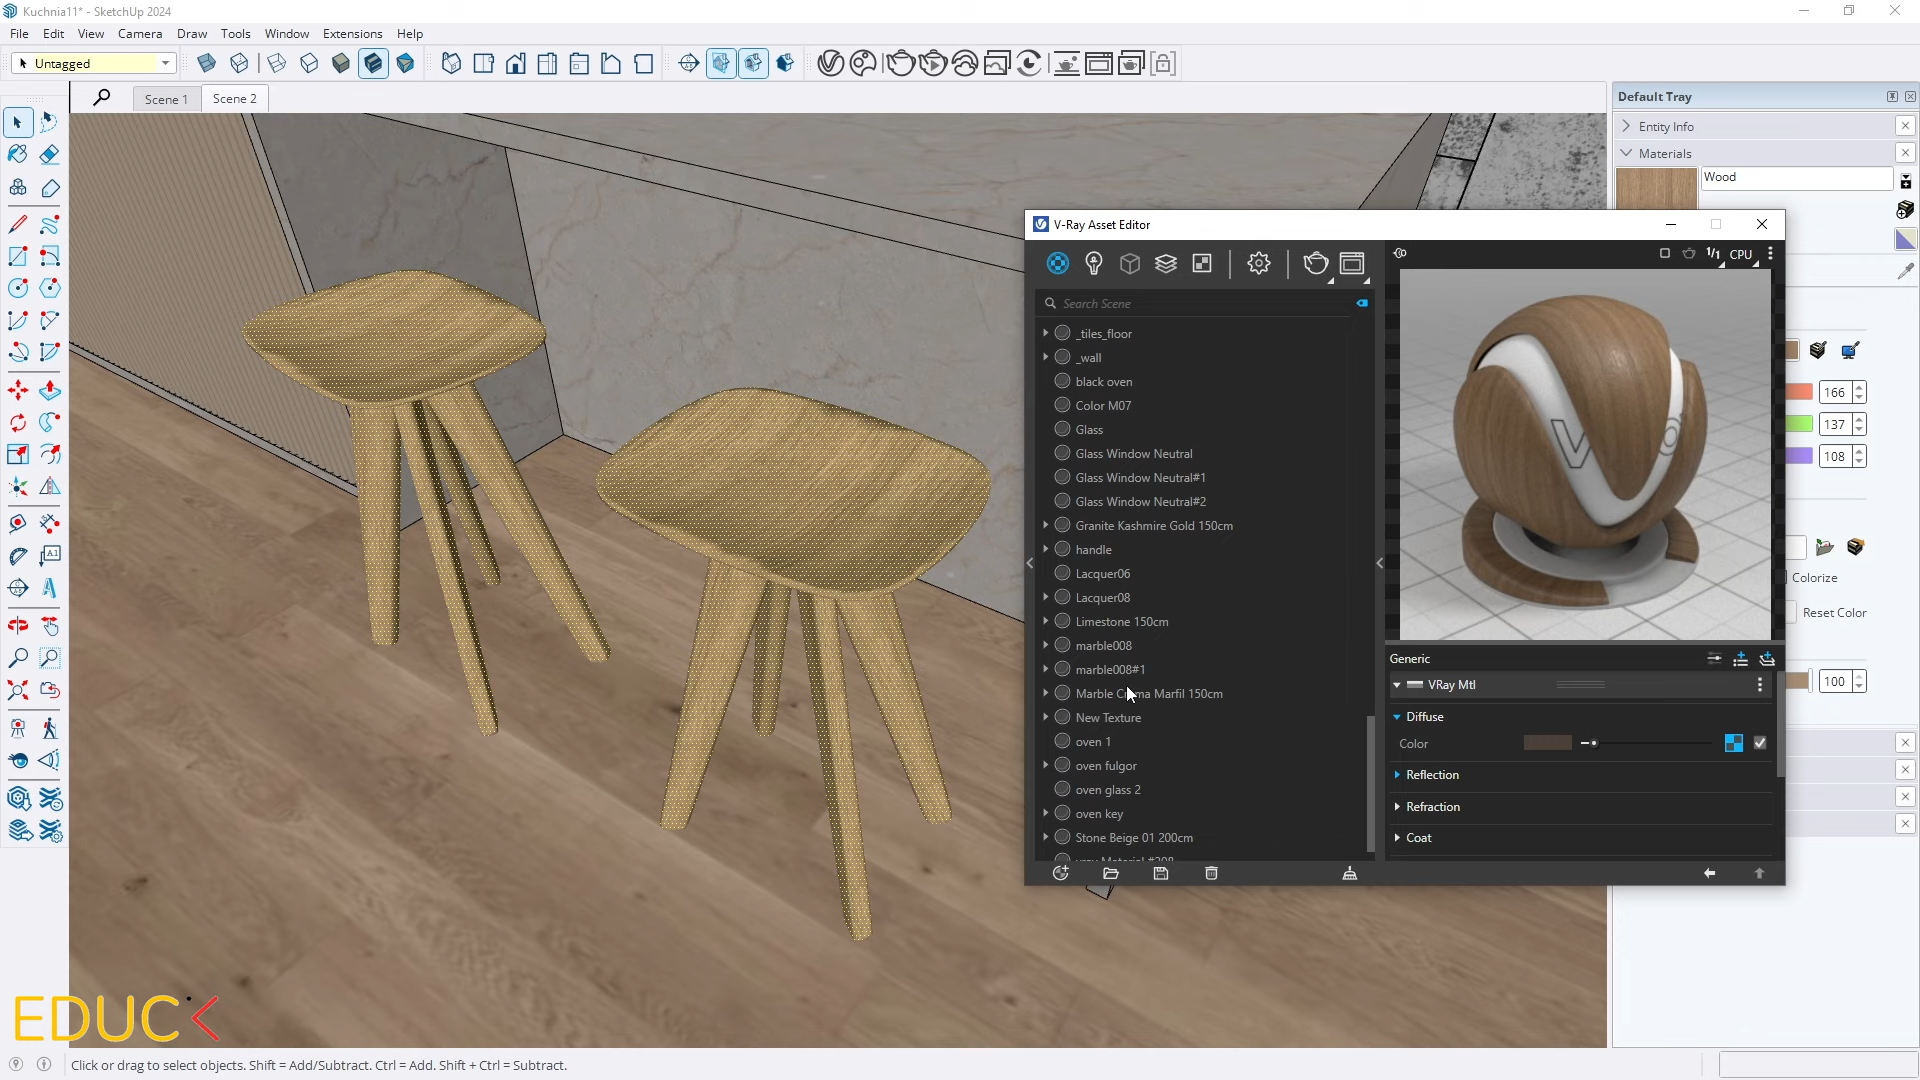 Kuchnia11* - SketchUp 2024
File Edit View Camera Draw Tools Window Extensions Help
Untagged
Scene 1 Scene 2
Default Tray
Entity Info
Materials
Wood
166
137
108
Colorize
Reset Color
100
V-Ray Asset Editor
1/1 CPU
Search Scene
_tiles_floor
_wall
black oven
Color M07
Glass
Glass Window Neutral
Glass Window Neutral#1
Glass Window Neutral#2
Granite Kashmire Gold 150cm
handle
Lacquer06
Lacquer08
Limestone 150cm
marble008
marble008#1
Marble Crema Marfil 150cm
New Texture
oven 1
oven fulgor
oven glass 2
oven key
Stone Beige 01 200cm
Generic
VRay Mtl
Diffuse
Color
Reflection
Refraction
Coat
A1
EDUC
Click or drag to select objects. Shift = Add/Subtract. Ctrl = Add. Shift + Ctrl = Subtract.